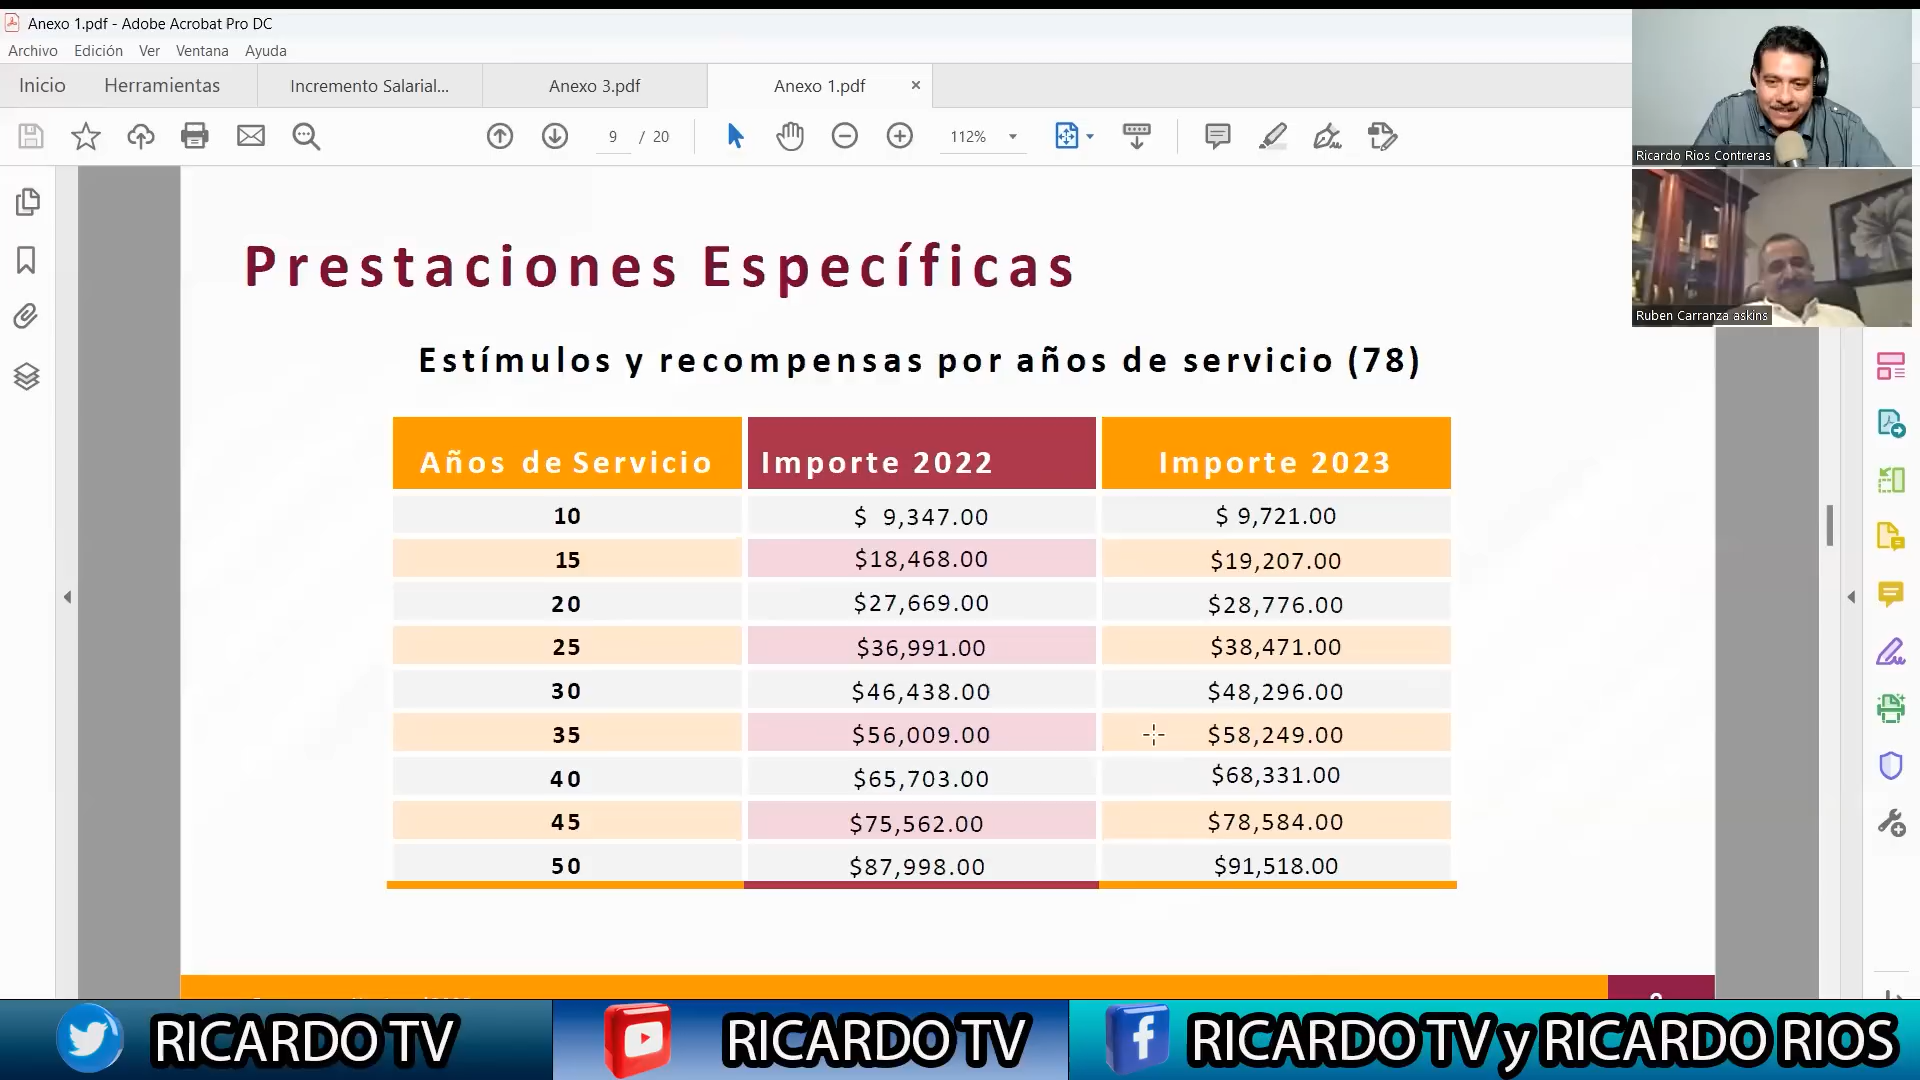 Anexo 1.pdf - Adobe Acrobat Pro DC
Archivo Edición Ver Ventana Ayuda
Inicio Herramientas Incremento Salarial... Anexo 3.pdf Anexo 1.pdf
9 / 20 112%
Ricardo Rios Contreras
Ruben Carranza askins
Prestaciones Específicas
Estímulos y recompensas por años de servicio (78)
Años de Servicio Importe 2022 Importe 2023
10 $ 9,347.00 $ 9,721.00
15 $18,468.00 $19,207.00
20 $27,669.00 $28,776.00
25 $36,991.00 $38,471.00
30 $46,438.00 $48,296.00
35 $56,009.00 $58,249.00
40 $65,703.00 $68,331.00
45 $75,562.00 $78,584.00
50 $87,998.00 $91,518.00
RICARDO TV RICARDO TV RICARDO TV y RICARDO RIOS